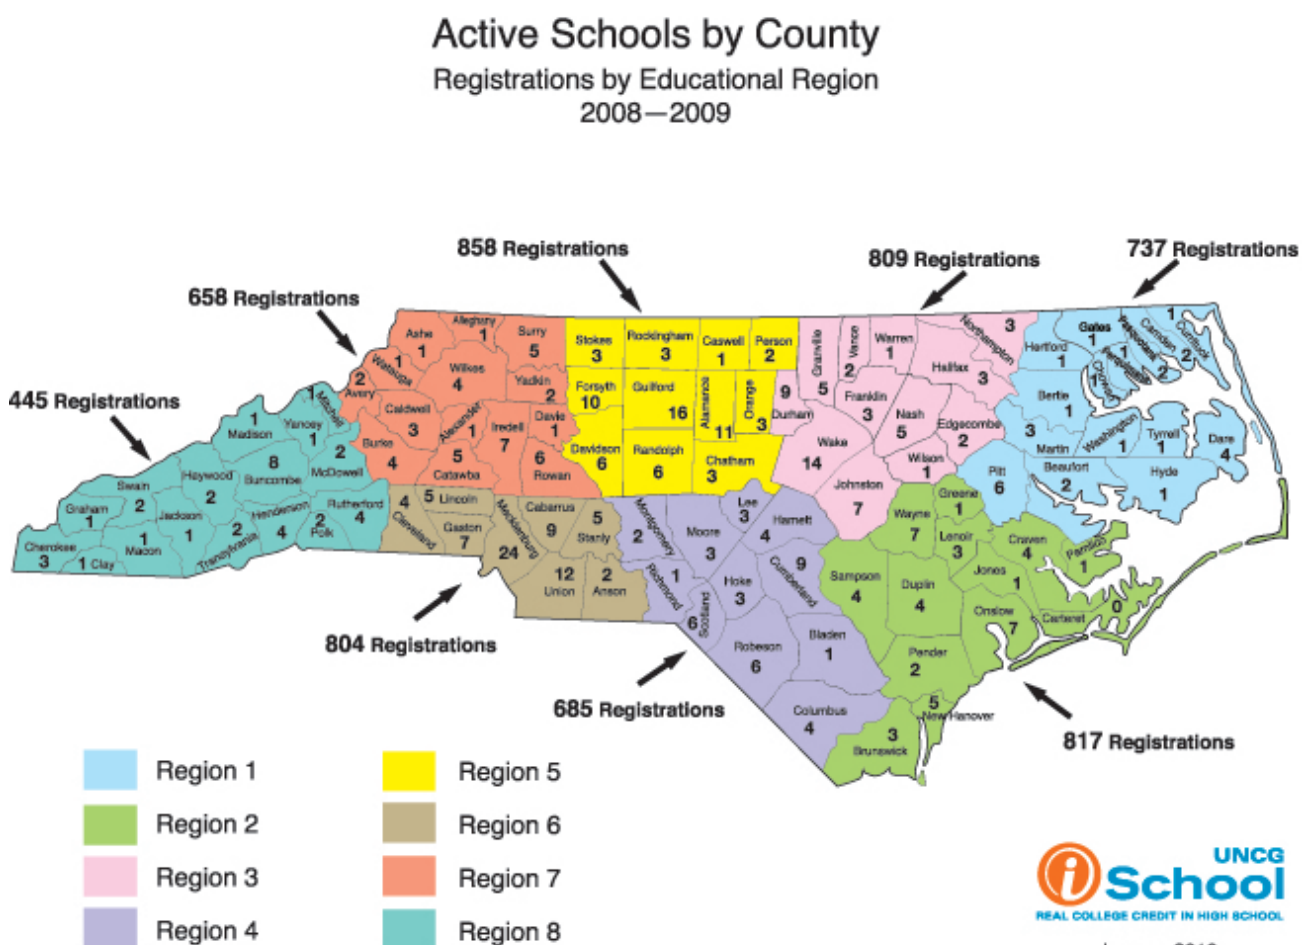 Active Schools by County
Registrations by Educational Region
2008—2009
858 Registrations
809 Registrations
737 Registrations
658 Registrations
445 Registrations
804 Registrations
685 Registrations
817 Registrations
Ashe
1
Alleghany
1
Surry
5
Watauga
1
Wilkes
4
Yadkin
2
2
Avery
Caldwell
3
Alexander
1
Iredell
7
Davie
1
Burke
4
5
Catawba
6
Rowan
Stokes
3
Rockingham
3
Caswell
1
Person
2
Forsyth
10
Guilford
16
Alamance
11
Orange
3
Davidson
6
Randolph
6
Chatham
3
Granville
5
Vance
2
Warren
1
Northampton
3
Halifax
3
9
Durham
Franklin
3
Nash
5
Edgecombe
2
Wake
14
Wilson
1
Johnston
7
Hertford
1
Gates
1
Pasquotank
2
Camden
1
Currituck
2
Perquimans
Chowan
1
Bertie
1
3
Martin
Washington
1
Tyrrell
1
Dare
4
Pitt
6
Beaufort
2
Hyde
1
1
Madison
Yancey
1
1
Mitchell
2
McDowell
8
Buncombe
Haywood
2
Swain
2
Graham
1
Jackson
1
1
Macon
Cherokee
3
1 Clay
2
Transylvania
Henderson
4
2
Polk
Rutherford
4
4
Cleveland
5 Lincoln
Gaston
7
Mecklenburg
24
Cabarrus
9
5
Stanly
12
Union
2
Anson
Montgomery
2
Moore
3
Lee
3
Harnett
4
1
Richmond
Hoke
3
9
Cumberland
6
Scotland
Robeson
6
Bladen
1
Columbus
4
Greene
1
Wayne
7
Lenoir
3
Craven
4
Pamlico
1
Sampson
4
Duplin
4
Jones
1
Onslow
7
0
Carteret
Pender
2
5
New Hanover
3
Brunswick
Region 1
Region 2
Region 3
Region 4
Region 5
Region 6
Region 7
Region 8
UNCG
i School
REAL COLLEGE CREDIT IN HIGH SCHOOL